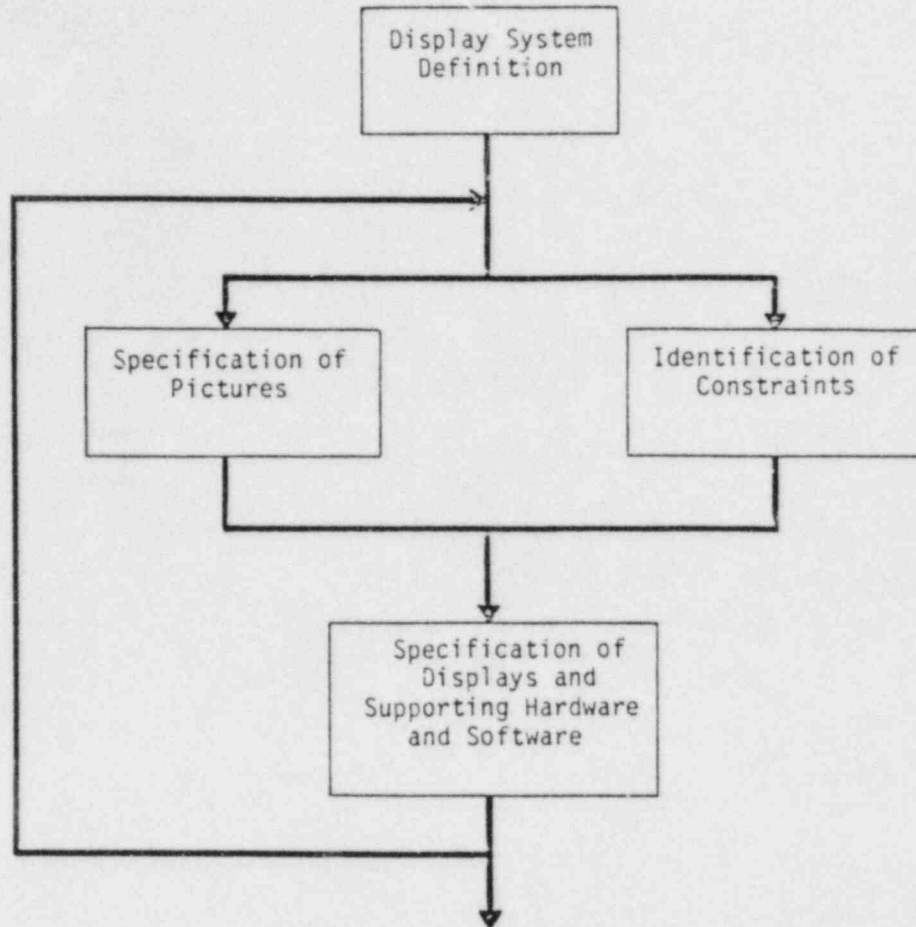 Display System
Definition
Specification of
Pictures
Identification of
Constraints
Specification of
Displays and
Supporting Hardware
and Software